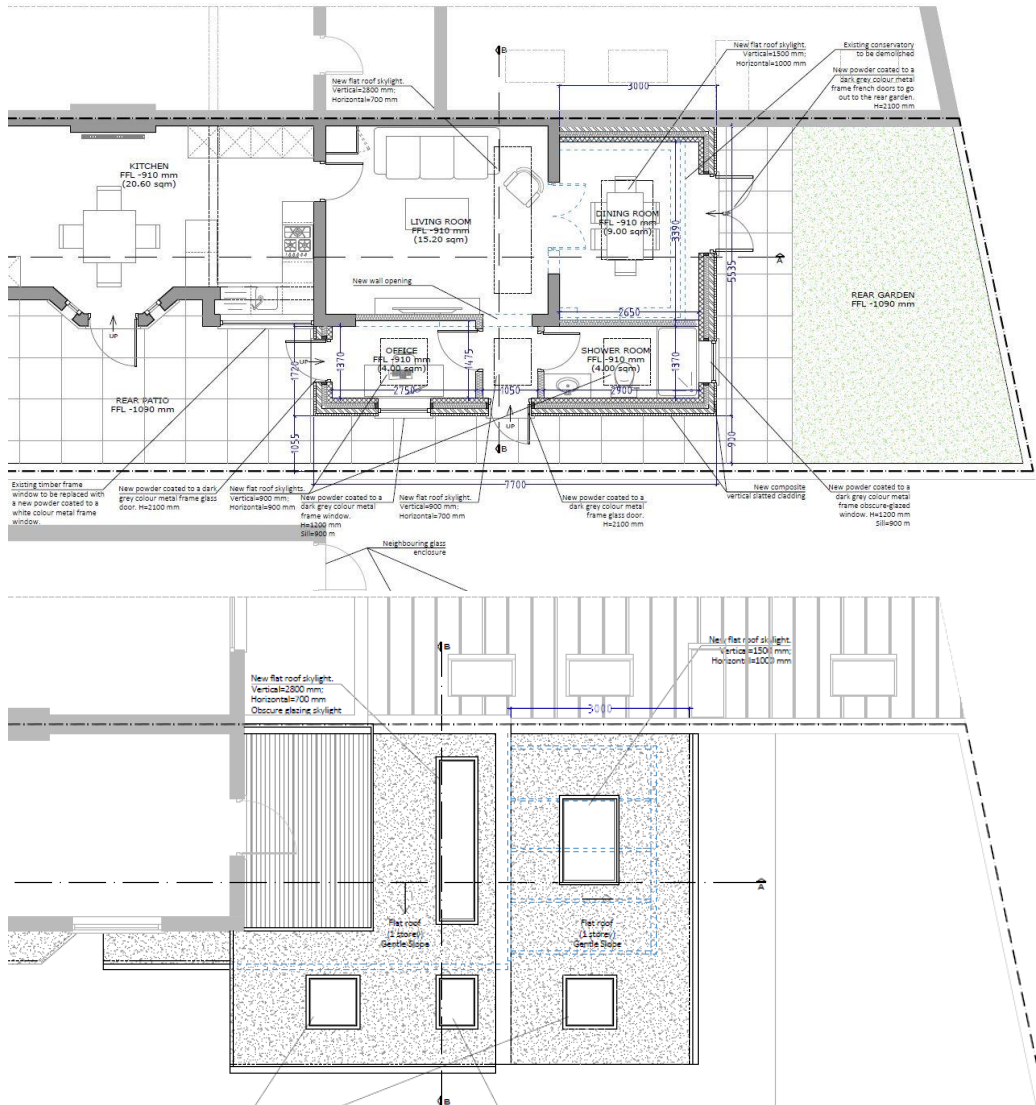 B
New flat roof skylight.
Vertical=2800 mm;
Horizontal=700 mm
New flat roof skylight.
Vertical=1500 mm;
Horizontal=1000 mm
Existing conservatory
to be demolished
New powder coated to a
dark grey colour metal
frame french doors to go
out to the rear garden.
H=2100 mm
3000
KITCHEN
FFL -910 mm
(20.60 sqm)
LIVING ROOM
FFL -910 mm
(15.20 sqm)
DINING ROOM
FFL -910 mm
(9.00 sqm)
UP
3390
5535
A
New wall opening
REAR GARDEN
FFL -1090 mm
2650
UP
UP
1720
1370
OFFICE
FFL -910 mm
(4.00 sqm)
1475
SHOWER ROOM
FFL -910 mm
(4.00 sqm)
1370
2750
1050
2900
REAR PATIO
FFL -1090 mm
UP
1055
900
B
7700
Existing timber frame
window to be replaced with
a new powder coated to a
white colour metal frame
window.
New powder coated to a dark
grey colour metal frame glass
door. H=2100 mm
New flat roof skylights.
Vertical=900 mm;
Horizontal=900 mm
New powder coated to a
dark grey colour metal
frame window.
H=1200 mm
Sill=900 m
New flat roof skylight.
Vertical=900 mm;
Horizontal=700 mm
New powder coated to a
dark grey colour metal
frame glass door.
H=2100 mm
New composite
vertical slatted cladding
New powder coated to a
dark grey colour metal
frame obscure-glazed
window. H=1200 mm
Sill=900 m
Neighbouring glass
enclosure
B
New flat roof skylight.
Vertical=2800 mm;
Horizontal=700 mm
Obscure glazing skylight
New flat roof skylight.
Vertical=1500 mm;
Horizontal=1000 mm
3000
A
Flat roof
(1 storey)
Gentle Slope
Flat roof
(1 storey)
Gentle Slope
B